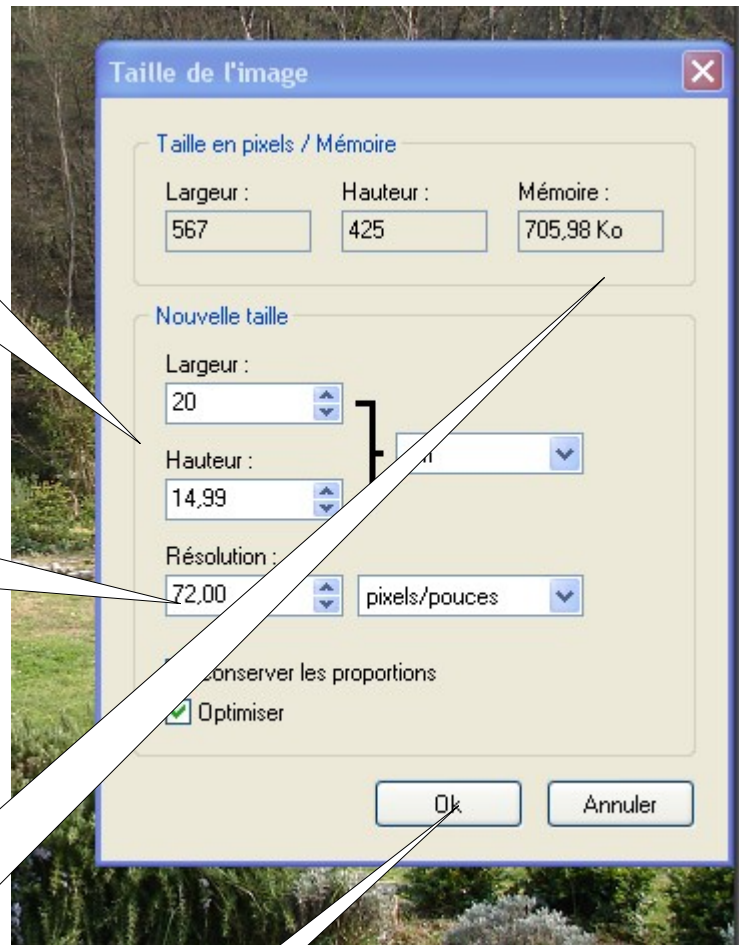 Taille de l'image
Taille en pixels / Mémoire
Largeur : Hauteur : Mémoire :
567 425 705,98 Ko
Nouvelle taille
Largeur :
20
Hauteur :
14,99
Résolution :
72,00 pixels/pouces
conserver les proportions
Optimiser
Ok Annuler